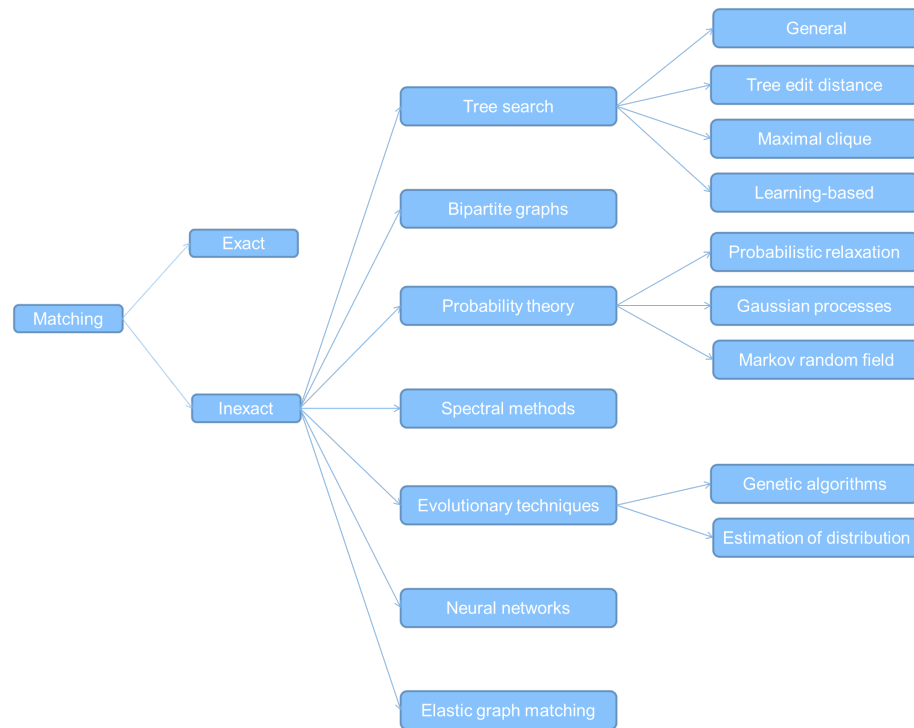 General
Tree search
Tree edit distance
Maximal clique
Learning-based
Bipartite graphs
Exact
Probabilistic relaxation
Matching
Probability theory
Gaussian processes
Markov random field
Inexact
Spectral methods
Evolutionary techniques
Genetic algorithms
Estimation of distribution
Neural networks
Elastic graph matching